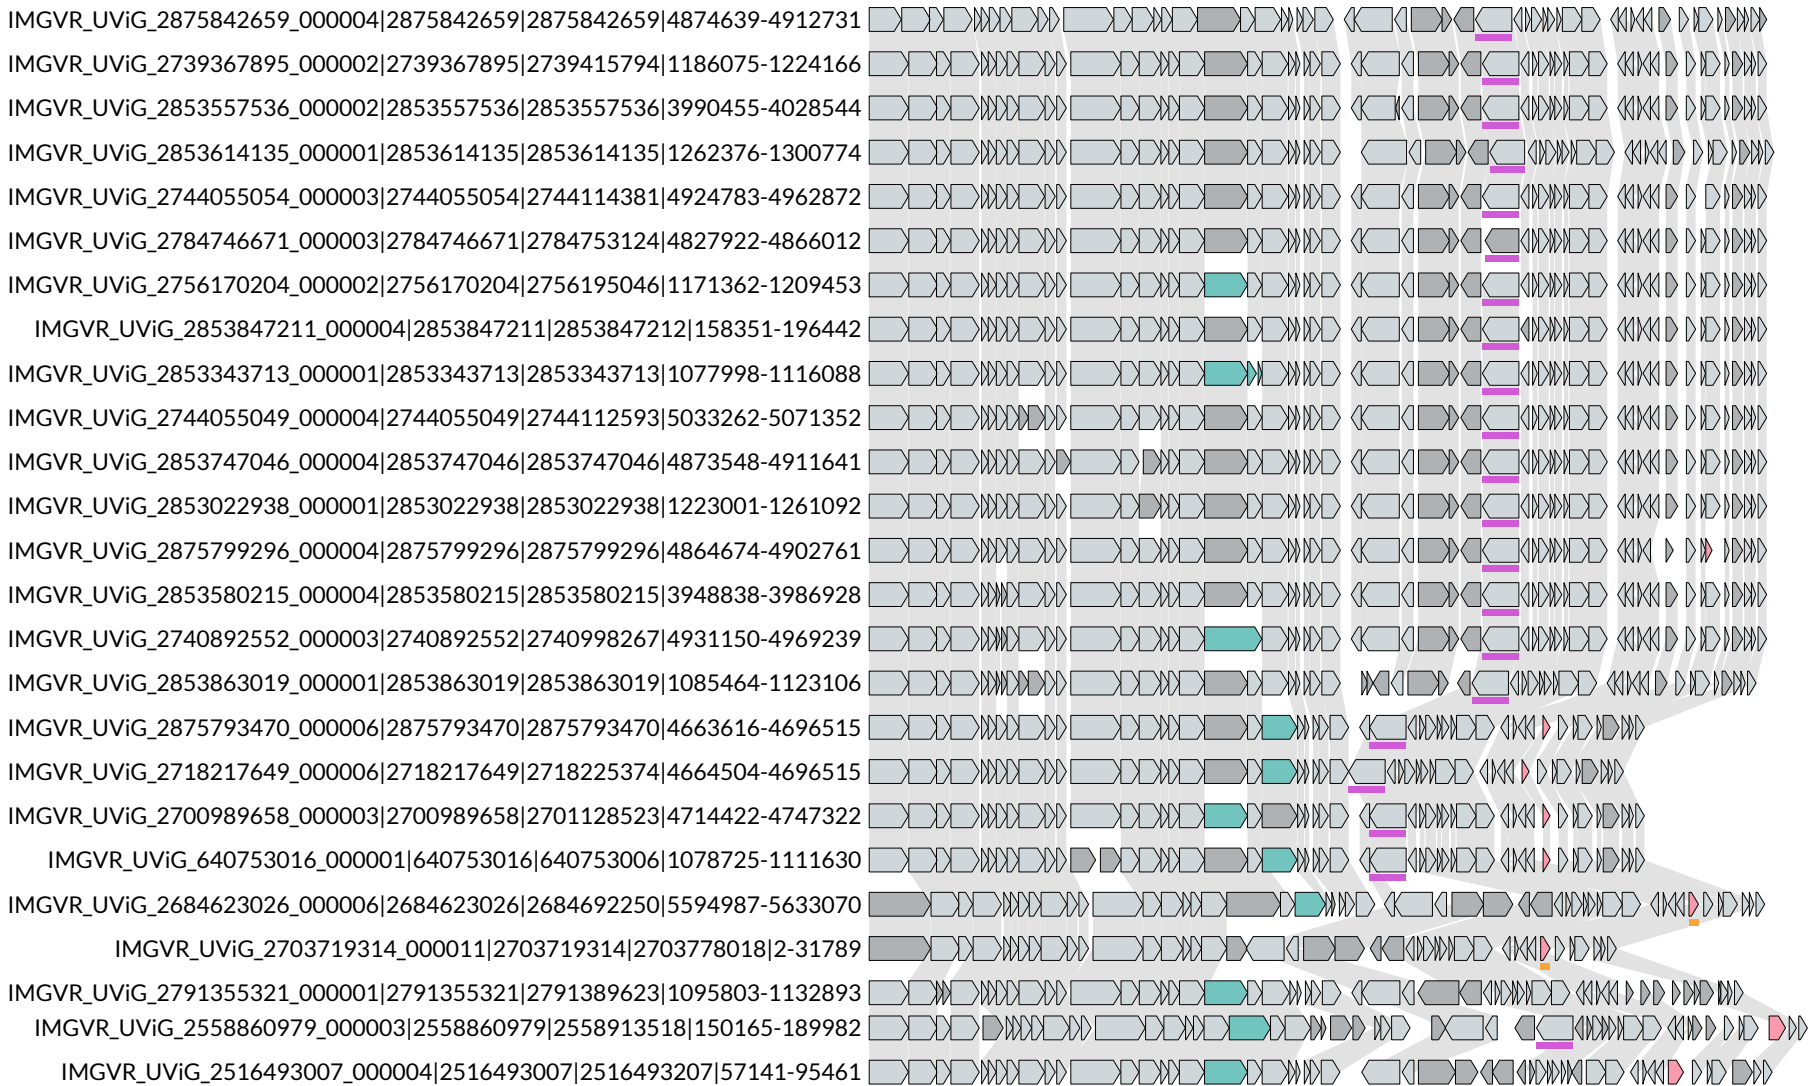 IMGVR_UViG_2875842659_000004|2875842659|2875842659|4874639-4912731
IMGVR_UViG_2739367895_000002|2739367895|2739415794|1186075-1224166
IMGVR_UViG_2853557536_000002|2853557536|2853557536|3990455-4028544
IMGVR_UViG_2853614135_000001|2853614135|2853614135|1262376-1300774
IMGVR_UViG_2744055054_000003|2744055054|2744114381|4924783-4962872
IMGVR_UViG_2784746671_000003|2784746671|2784753124|4827922-4866012
IMGVR_UViG_2756170204_000002|2756170204|2756195046|1171362-1209453
IMGVR_UViG_2853847211_000004|2853847211|2853847212|158351-196442
IMGVR_UViG_2853343713_000001|2853343713|2853343713|1077998-1116088
IMGVR_UViG_2744055049_000004|2744055049|2744112593|5033262-5071352
IMGVR_UViG_2853747046_000004|2853747046|2853747046|4873548-4911641
IMGVR_UViG_2853022938_000001|2853022938|2853022938|1223001-1261092
IMGVR_UViG_2875799296_000004|2875799296|2875799296|4864674-4902761
IMGVR_UViG_2853580215_000004|2853580215|2853580215|3948838-3986928
IMGVR_UViG_2740892552_000003|2740892552|2740998267|4931150-4969239
IMGVR_UViG_2853863019_000001|2853863019|2853863019|1085464-1123106
IMGVR_UViG_2875793470_000006|2875793470|2875793470|4663616-4696515
IMGVR_UViG_2718217649_000006|2718217649|2718225374|4664504-4696515
IMGVR_UViG_2700989658_000003|2700989658|2701128523|4714422-4747322
IMGVR_UViG_640753016_000001|640753016|640753006|1078725-1111630
IMGVR_UViG_2684623026_000006|2684623026|2684692250|5594987-5633070
IMGVR_UViG_2703719314_000011|2703719314|2703778018|2-31789
IMGVR_UViG_2791355321_000001|2791355321|2791389623|1095803-1132893
IMGVR_UViG_2558860979_000003|2558860979|2558913518|150165-189982
IMGVR_UViG_2516493007_000004|2516493007|2516493207|57141-95461